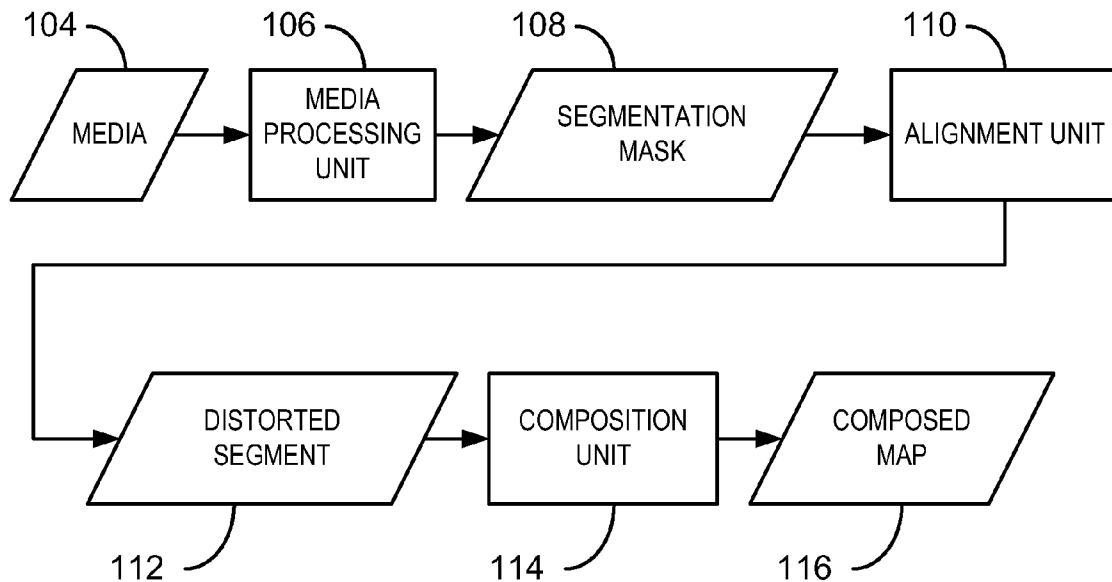 104
106
108
110
MEDIA
MEDIA
PROCESSING
UNIT
SEGMENTATION
MASK
ALIGNMENT UNIT
DISTORTED
SEGMENT
COMPOSITION
UNIT
COMPOSED
MAP
112
114
116